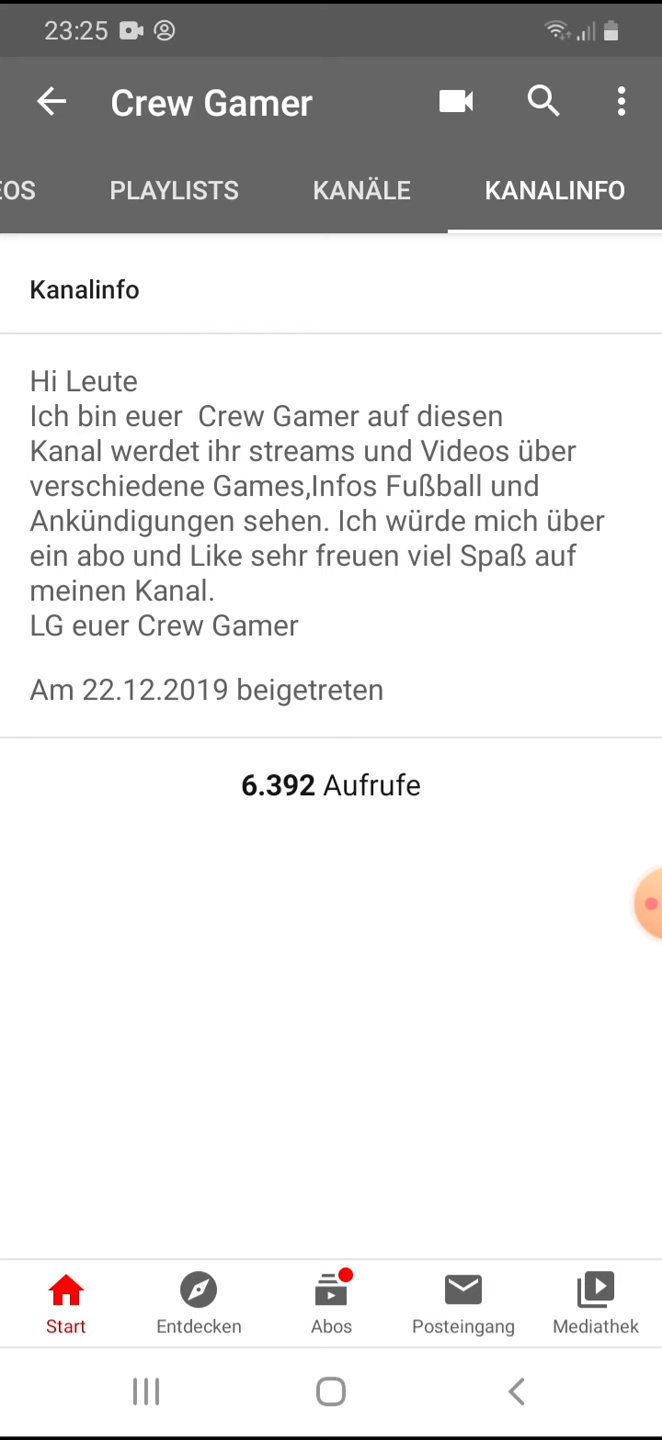 23:25
Crew Gamer
EOS PLAYLISTS KANÄLE KANALINFO
Kanalinfo
Hi Leute
Ich bin euer  Crew Gamer auf diesen
Kanal werdet ihr streams und Videos über
verschiedene Games,Infos Fußball und
Ankündigungen sehen. Ich würde mich über
ein abo und Like sehr freuen viel Spaß auf
meinen Kanal.
LG euer Crew Gamer
Am 22.12.2019 beigetreten
6.392 Aufrufe
Start Entdecken Abos Posteingang Mediathek